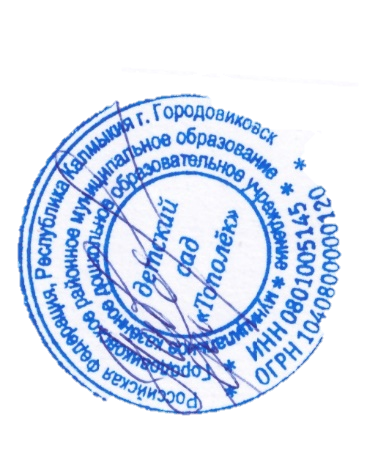 Российская Федерация, Республика Калмыкия г. Городовиковск
* ИНН 0801005145 *
ОГРН 1040800000120
Городовиковское районное муниципальное образование
муниципальное казённое дошкольное образовательное учреждение
детский
сад
«Тополёк»